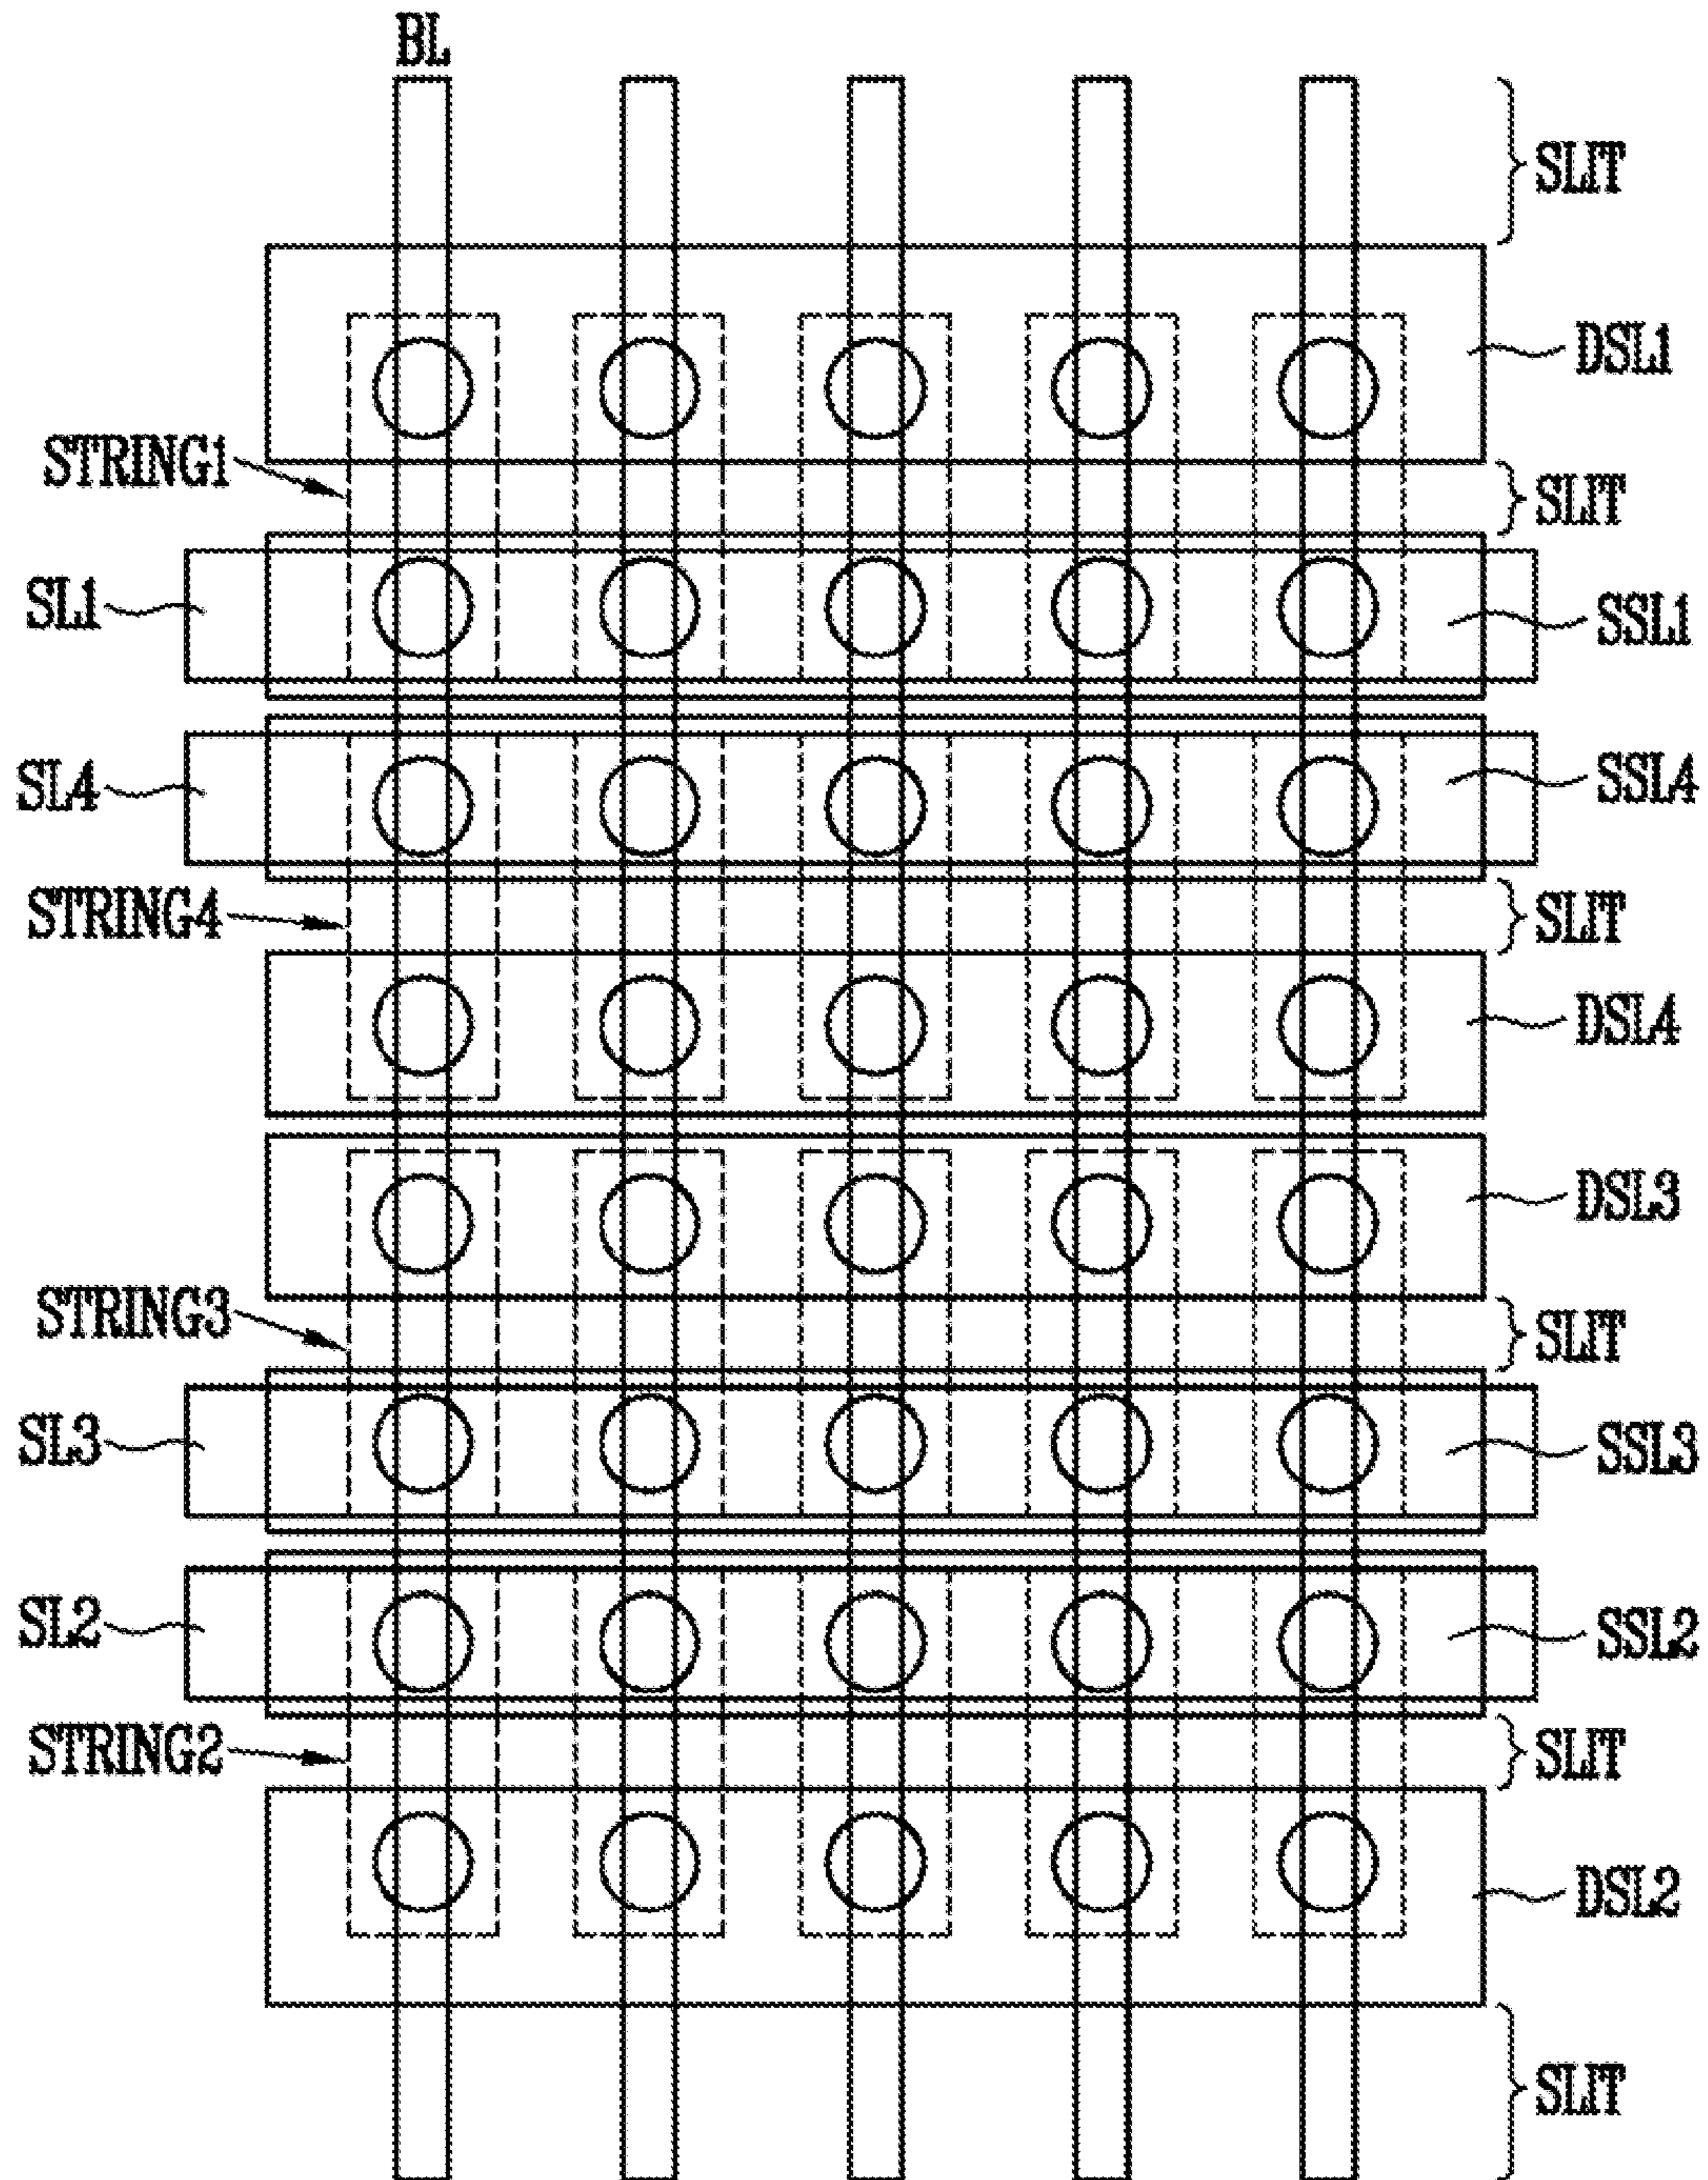 BL
SLIT
DSL1
STRING1
SLIT
SL1
SSL1
SL4
SSL4
STRING4
SLIT
DSL4
DSL3
STRING3
SLIT
SL3
SSL3
SL2
SSL2
STRING2
SLIT
DSL2
SLIT